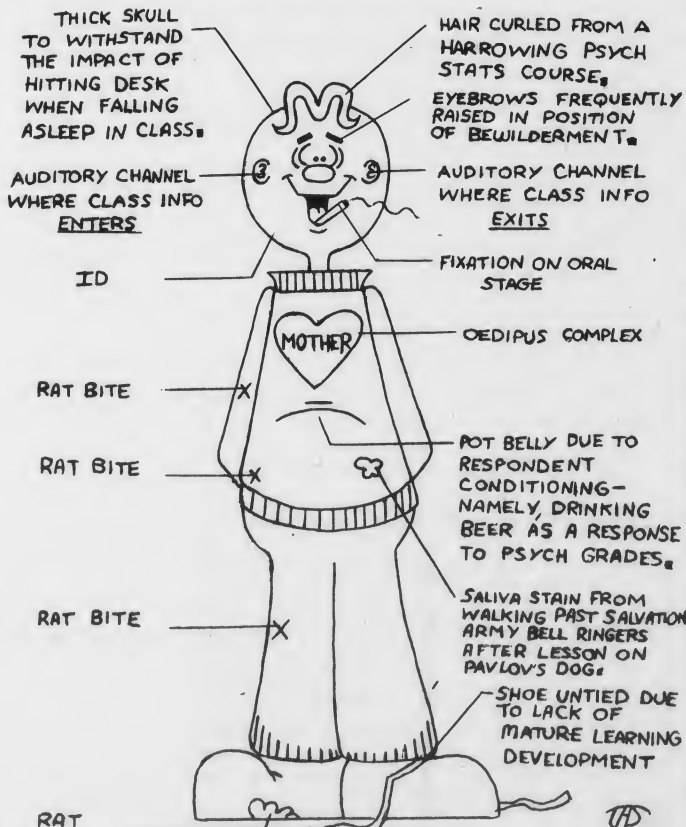 THICK SKULL
TO WITHSTAND
THE IMPACT OF
HITTING DESK
WHEN FALLING
ASLEEP IN CLASS.
HAIR CURLED FROM A
HARROWING PSYCH
STATS COURSE.
EYEBROWS FREQUENTLY
RAISED IN POSITION
OF BEWILDERMENT.
AUDITORY CHANNEL
WHERE CLASS INFO
ENTERS
AUDITORY CHANNEL
WHERE CLASS INFO
EXITS
ID
FIXATION ON ORAL
STAGE
MOTHER
OEDIPUS COMPLEX
RAT BITE
RAT BITE
POT BELLY DUE TO
RESPONDENT
CONDITIONING-
NAMELY, DRINKING
BEER AS A RESPONSE
TO PSYCH GRADES.
RAT BITE
SALIVA STAIN FROM
WALKING PAST SALVATION
ARMY BELL RINGERS
AFTER LESSON ON
PAVLOV'S DOG.
SHOE UNTIED DUE
TO LACK OF
MATURE LEARNING
DEVELOPMENT
RAT